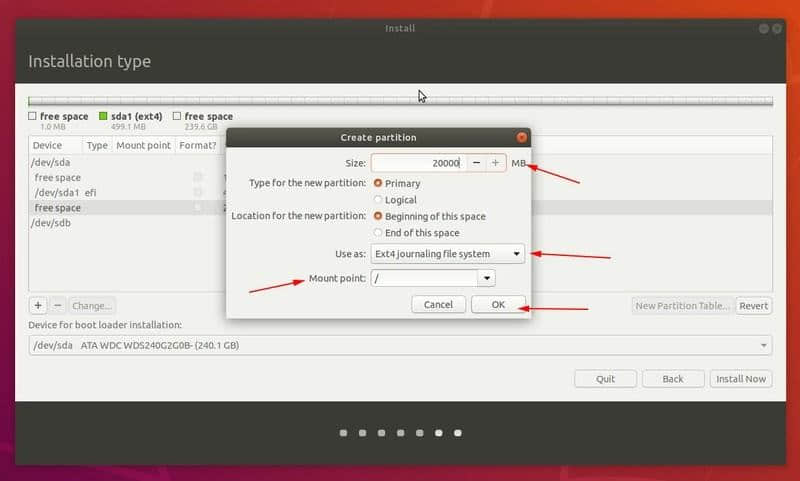 Install
Installation type
free space sda1 (ext4) free space
1.0 MB 499.1 MB 239.6 GB
Device Type Mount point Format?
/dev/sda
free space
/dev/sda1 efi
free space
/dev/sdb
Create partition
Size: 20000 MB
Type for the new partition: Primary
Logical
Location for the new partition: Beginning of this space
End of this space
Use as: Ext4 journaling file system
Mount point: /
Cancel OK
+ − Change... New Partition Table... Revert
Device for boot loader installation:
/dev/sda ATA WDC WDS240G2G0B- (240.1 GB)
Quit Back Install Now